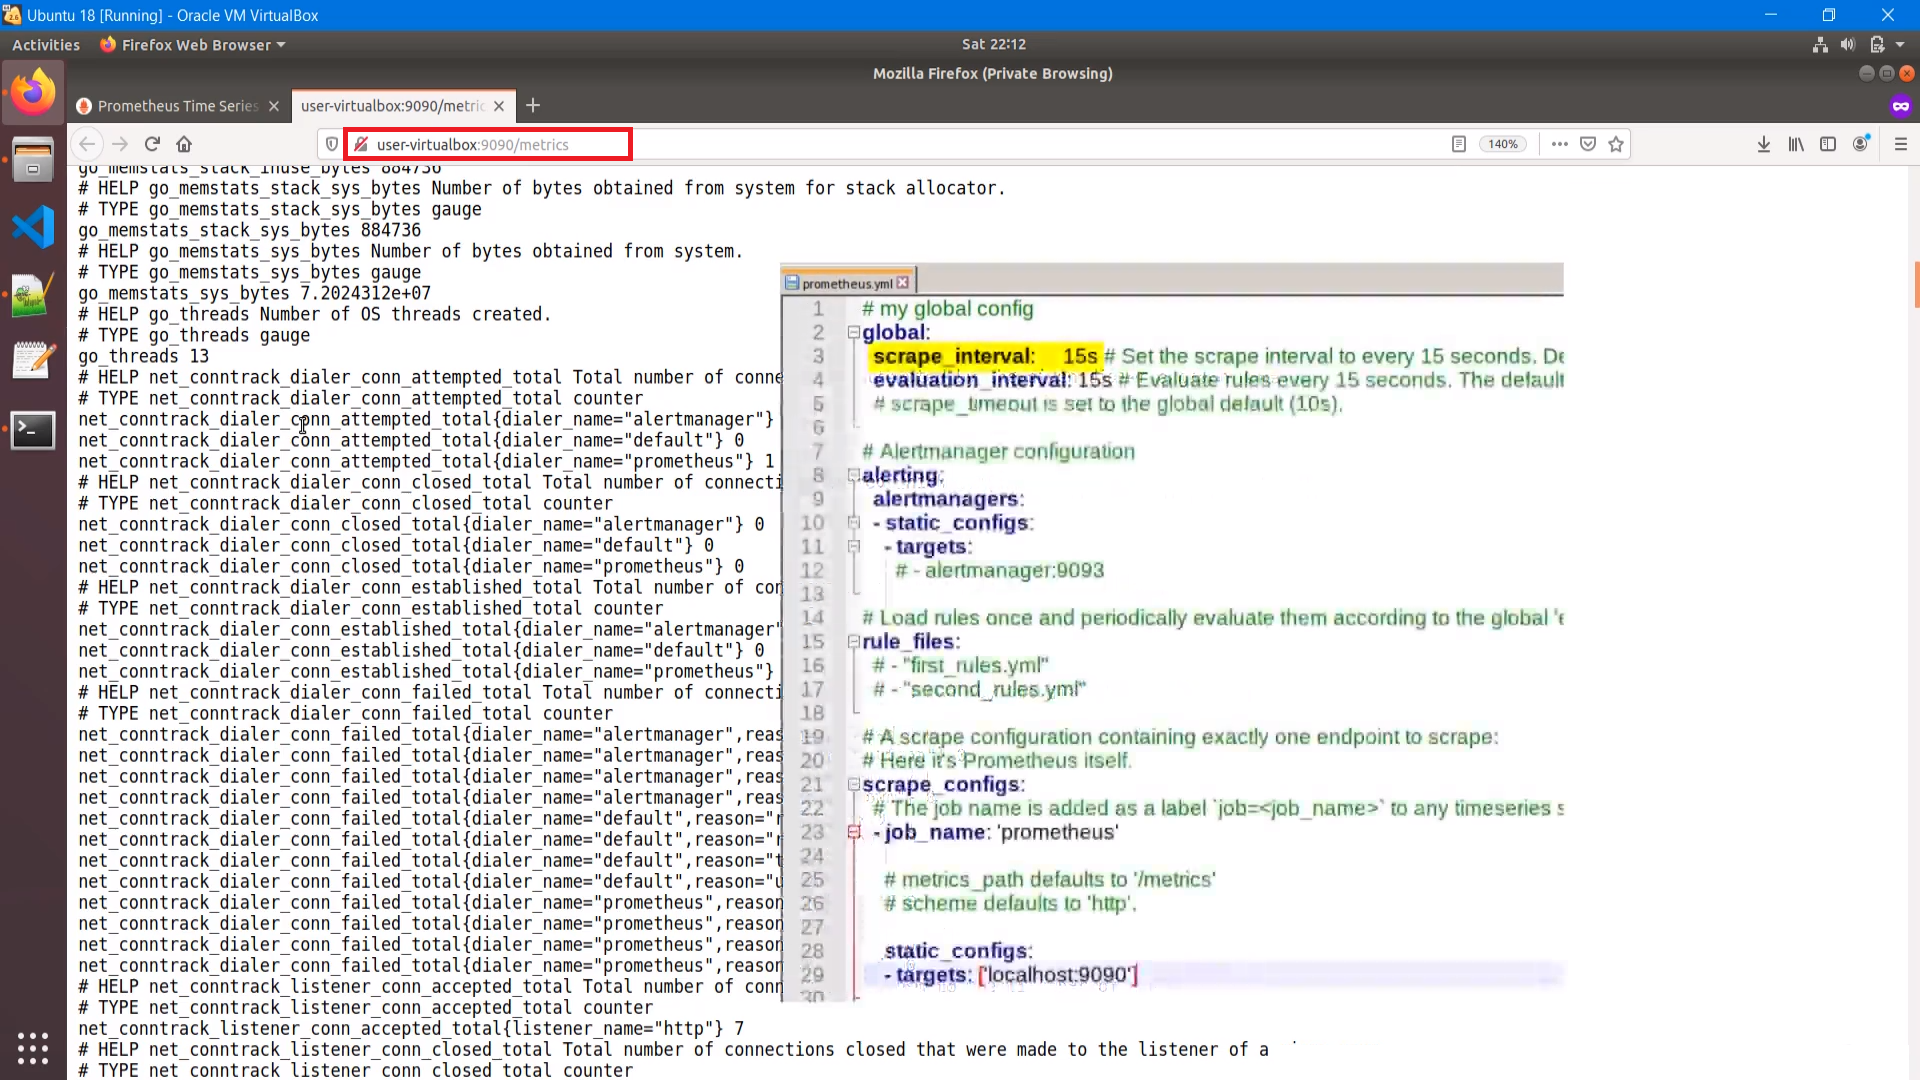 Ubuntu 18 [Running] - Oracle VM VirtualBox
Activities
Firefox Web Browser
Sat 22:12
Mozilla Firefox (Private Browsing)
Prometheus Time Series
user-virtualbox:9090/metric
user-virtualbox:9090/metrics
140%
go_memstats_stack_inuse_bytes 884736
# HELP go_memstats_stack_sys_bytes Number of bytes obtained from system for stack allocator.
# TYPE go_memstats_stack_sys_bytes gauge
go_memstats_stack_sys_bytes 884736
# HELP go_memstats_sys_bytes Number of bytes obtained from system.
# TYPE go_memstats_sys_bytes gauge
go_memstats_sys_bytes 7.2024312e+07
# HELP go_threads Number of OS threads created.
# TYPE go_threads gauge
go_threads 13
# HELP net_conntrack_dialer_conn_attempted_total Total number of conne
# TYPE net_conntrack_dialer_conn_attempted_total counter
net_conntrack_dialer_conn_attempted_total{dialer_name="alertmanager"}
net_conntrack_dialer_conn_attempted_total{dialer_name="default"} 0
net_conntrack_dialer_conn_attempted_total{dialer_name="prometheus"} 1
# HELP net_conntrack_dialer_conn_closed_total Total number of connecti
# TYPE net_conntrack_dialer_conn_closed_total counter
net_conntrack_dialer_conn_closed_total{dialer_name="alertmanager"} 0
net_conntrack_dialer_conn_closed_total{dialer_name="default"} 0
net_conntrack_dialer_conn_closed_total{dialer_name="prometheus"} 0
# HELP net_conntrack_dialer_conn_established_total Total number of con
# TYPE net_conntrack_dialer_conn_established_total counter
net_conntrack_dialer_conn_established_total{dialer_name="alertmanager"
net_conntrack_dialer_conn_established_total{dialer_name="default"} 0
net_conntrack_dialer_conn_established_total{dialer_name="prometheus"}
# HELP net_conntrack_dialer_conn_failed_total Total number of connecti
# TYPE net_conntrack_dialer_conn_failed_total counter
net_conntrack_dialer_conn_failed_total{dialer_name="alertmanager",reas
net_conntrack_dialer_conn_failed_total{dialer_name="alertmanager",reas
net_conntrack_dialer_conn_failed_total{dialer_name="alertmanager",reas
net_conntrack_dialer_conn_failed_total{dialer_name="alertmanager",reas
net_conntrack_dialer_conn_failed_total{dialer_name="default",reason="r
net_conntrack_dialer_conn_failed_total{dialer_name="default",reason="r
net_conntrack_dialer_conn_failed_total{dialer_name="default",reason="t
net_conntrack_dialer_conn_failed_total{dialer_name="default",reason="u
net_conntrack_dialer_conn_failed_total{dialer_name="prometheus",reason
net_conntrack_dialer_conn_failed_total{dialer_name="prometheus",reason
net_conntrack_dialer_conn_failed_total{dialer_name="prometheus",reason
net_conntrack_dialer_conn_failed_total{dialer_name="prometheus",reason
# HELP net_conntrack_listener_conn_accepted_total Total number of conn
# TYPE net_conntrack_listener_conn_accepted_total counter
net_conntrack_listener_conn_accepted_total{listener_name="http"} 7
# HELP net_conntrack_listener_conn_closed_total Total number of connections closed that were made to the listener of a
# TYPE net_conntrack_listener_conn_closed_total counter
prometheus.yml
1 # my global config
2 global:
3 scrape_interval: 15s # Set the scrape interval to every 15 seconds. De
4 evaluation_interval: 15s # Evaluate rules every 15 seconds. The default
5 # scrape_timeout is set to the global default (10s).
6
7 # Alertmanager configuration
8 alerting:
9 alertmanagers:
10 - static_configs:
11 - targets:
12 # - alertmanager:9093
13
14 # Load rules once and periodically evaluate them according to the global 'e
15 rule_files:
16 # - "first_rules.yml"
17 # - "second_rules.yml"
18
19 # A scrape configuration containing exactly one endpoint to scrape:
20 # Here it's Prometheus itself.
21 scrape_configs:
22 # The job name is added as a label `job=<job_name>` to any timeseries s
23 - job_name: 'prometheus'
24
25 # metrics_path defaults to '/metrics'
26 # scheme defaults to 'http'.
27
28 static_configs:
29 - targets: ['localhost:9090']
30